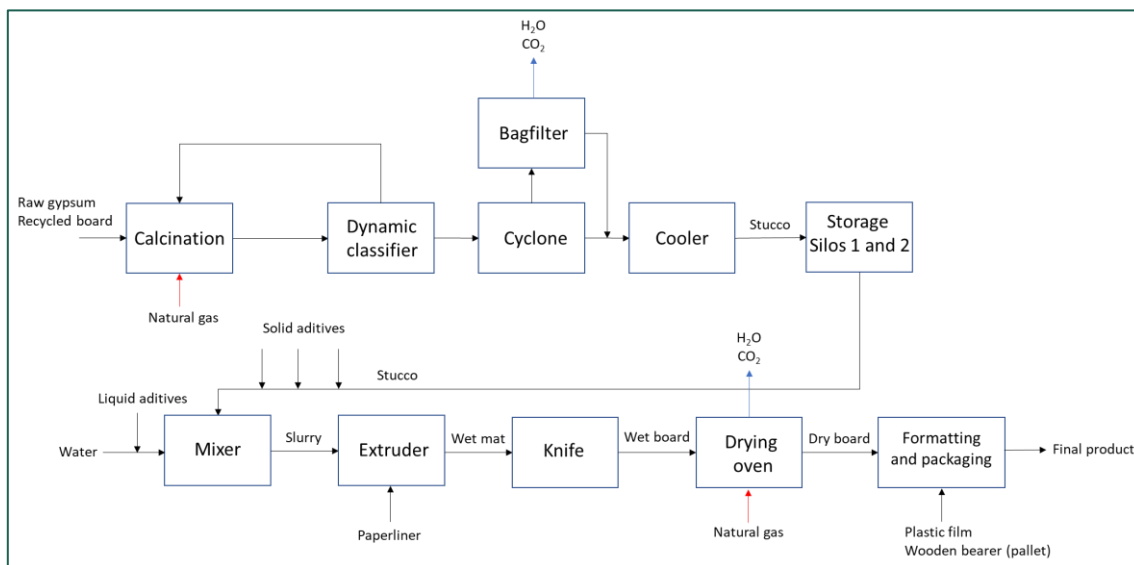 H₂O
CO₂
Bagfilter
Raw gypsum
Recycled board
Calcination
Dynamic
classifier
Cyclone
Cooler
Stucco
Storage
Silos 1 and 2
Natural gas
Solid aditives
H₂O
CO₂
Stucco
Liquid aditives
Water
Mixer
Slurry
Extruder
Wet mat
Knife
Wet board
Drying
oven
Dry board
Formatting
and packaging
Final product
Paperliner
Natural gas
Plastic film
Wooden bearer (pallet)